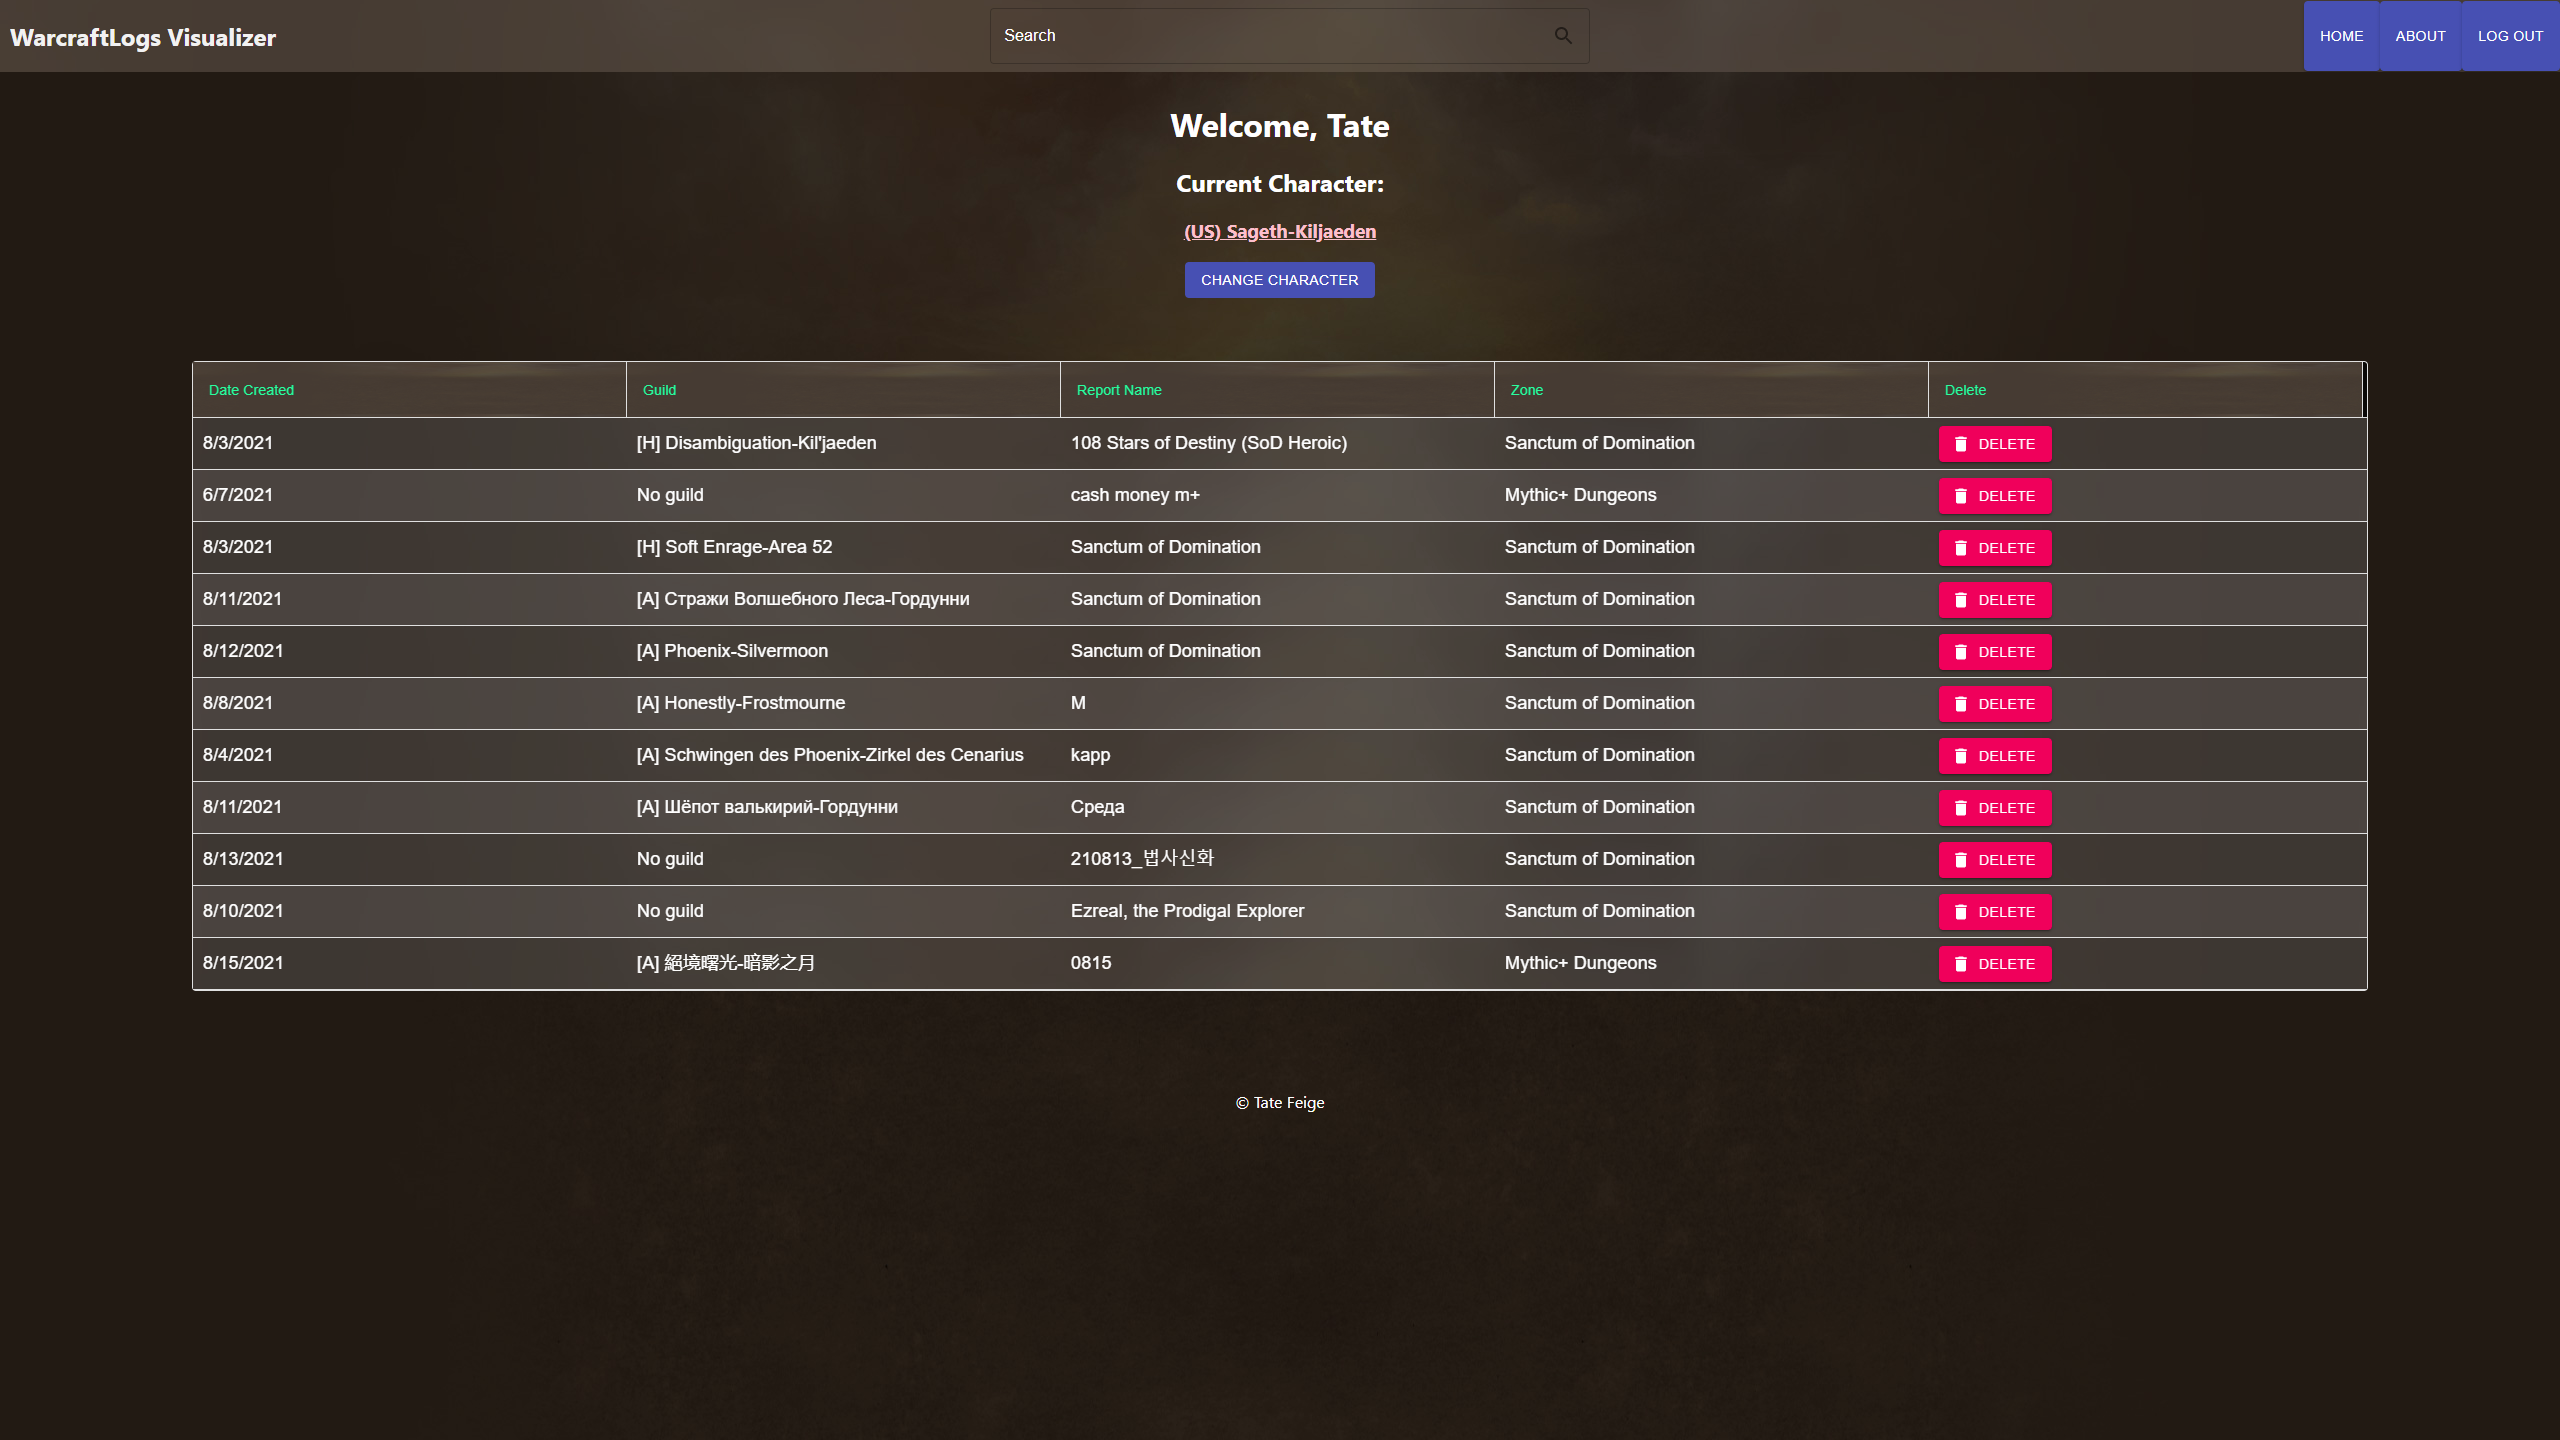 WarcraftLogs Visualizer
Search
HOME ABOUT LOG OUT
Welcome, Tate
Current Character:
(US) Sageth-Kiljaeden
CHANGE CHARACTER
Date Created Guild Report Name Zone Delete
8/3/2021 [H] Disambiguation-Kil'jaeden 108 Stars of Destiny (SoD Heroic) Sanctum of Domination DELETE
6/7/2021 No guild cash money m+ Mythic+ Dungeons DELETE
8/3/2021 [H] Soft Enrage-Area 52 Sanctum of Domination Sanctum of Domination DELETE
8/11/2021 [A] Стражи Волшебного Леса-Гордунни Sanctum of Domination Sanctum of Domination DELETE
8/12/2021 [A] Phoenix-Silvermoon Sanctum of Domination Sanctum of Domination DELETE
8/8/2021 [A] Honestly-Frostmourne M Sanctum of Domination DELETE
8/4/2021 [A] Schwingen des Phoenix-Zirkel des Cenarius kapp Sanctum of Domination DELETE
8/11/2021 [A] Шёпот валькирий-Гордунни Среда Sanctum of Domination DELETE
8/13/2021 No guild 210813_법사신화 Sanctum of Domination DELETE
8/10/2021 No guild Ezreal, the Prodigal Explorer Sanctum of Domination DELETE
8/15/2021 [A] 絕境曙光-暗影之月 0815 Mythic+ Dungeons DELETE
© Tate Feige